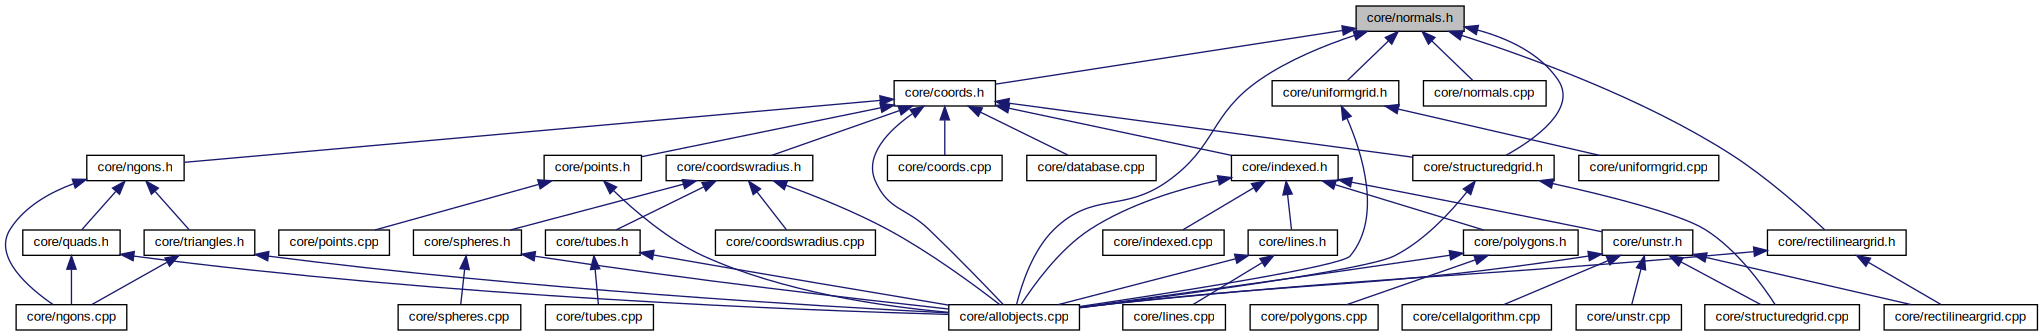 core/normals.h
core/coords.h
core/uniformgrid.h
core/normals.cpp
core/ngons.h
core/points.h
core/coordswradius.h
core/coords.cpp
core/database.cpp
core/indexed.h
core/structuredgrid.h
core/uniformgrid.cpp
core/quads.h
core/triangles.h
core/points.cpp
core/spheres.h
core/tubes.h
core/coordswradius.cpp
core/indexed.cpp
core/lines.h
core/polygons.h
core/unstr.h
core/rectilineargrid.h
core/ngons.cpp
core/spheres.cpp
core/tubes.cpp
core/allobjects.cpp
core/lines.cpp
core/polygons.cpp
core/cellalgorithm.cpp
core/unstr.cpp
core/structuredgrid.cpp
core/rectilineargrid.cpp